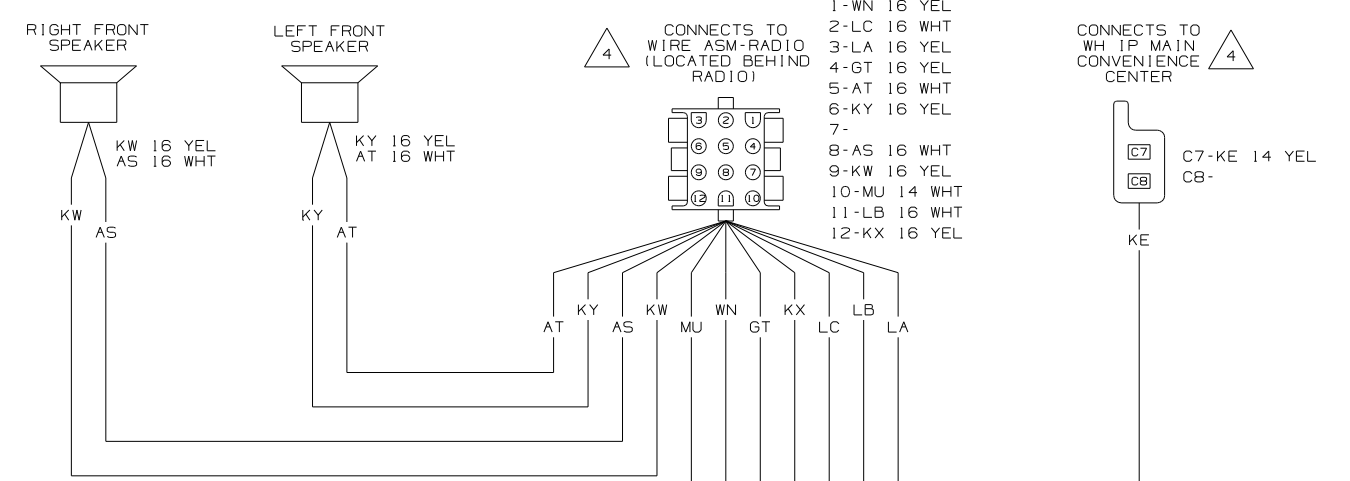 RIGHT FRONT
SPEAKER
KW 16 YEL
AS 16 WHT
KW
AS
LEFT FRONT
SPEAKER
KY 16 YEL
AT 16 WHT
KY
AT
4
CONNECTS TO
WIRE ASM-RADIO
(LOCATED BEHIND
RADIO)
3 2 1
6 5 4
9 8 7
12 11 10
1-WN 16 YEL
2-LC 16 WHT
3-LA 16 YEL
4-GT 16 YEL
5-AT 16 WHT
6-KY 16 YEL
7-
8-AS 16 WHT
9-KW 16 YEL
10-MU 14 WHT
11-LB 16 WHT
12-KX 16 YEL
AT
KY
AS
KW
MU
WN
GT
KX
LC
LB
LA
CONNECTS TO
WH IP MAIN
CONVENIENCE
CENTER
4
C7
C8
C7-KE 14 YEL
C8-
KE